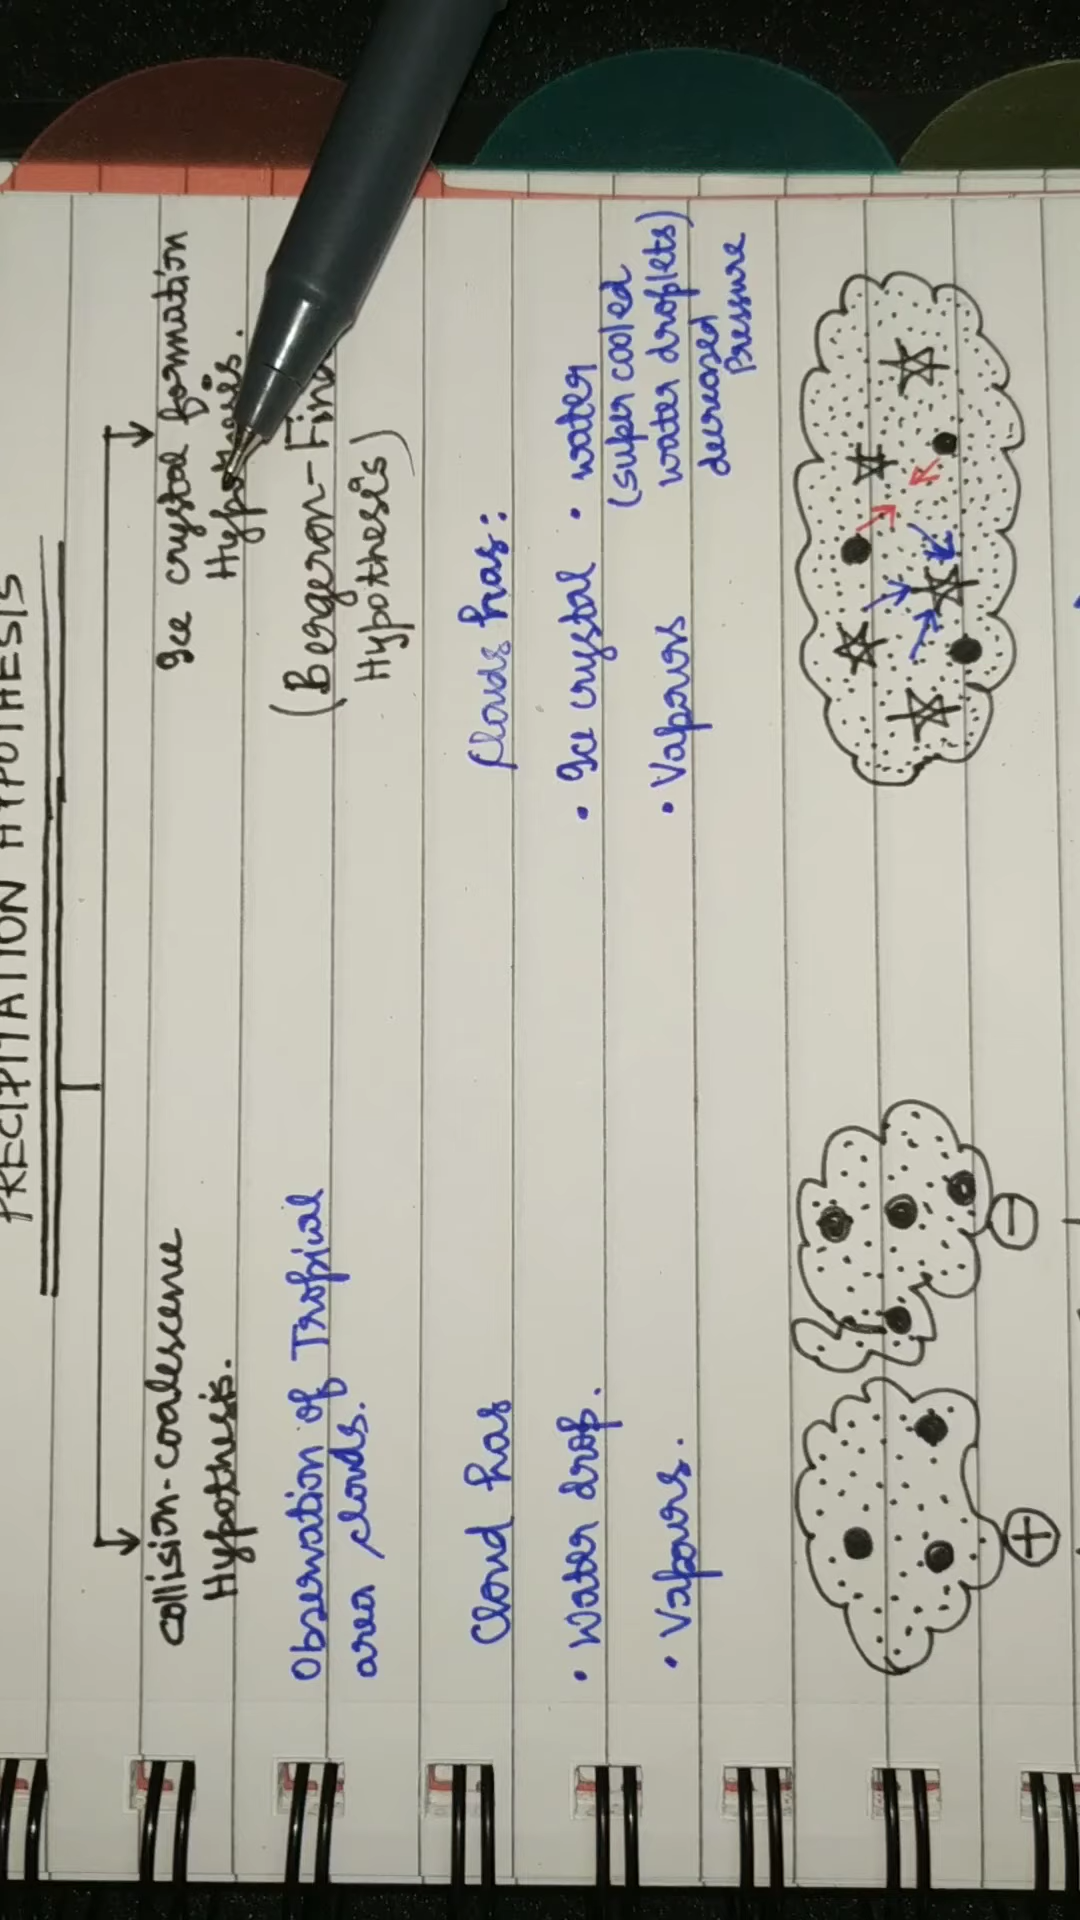 PRECIPITATION HYPOTHESIS
Collision-coalescence
Hypothesis.
Observation of Tropical
area clouds.
Cloud has
• Water drop.
• Vapours.
+
−
Ice crystal formation
Hypothesis.
(Bergeron-Fin
Hypothesis)
Clouds has:
• Ice crystal • water
(super cooled
water droplets)
• Vapours decreased
Pressure